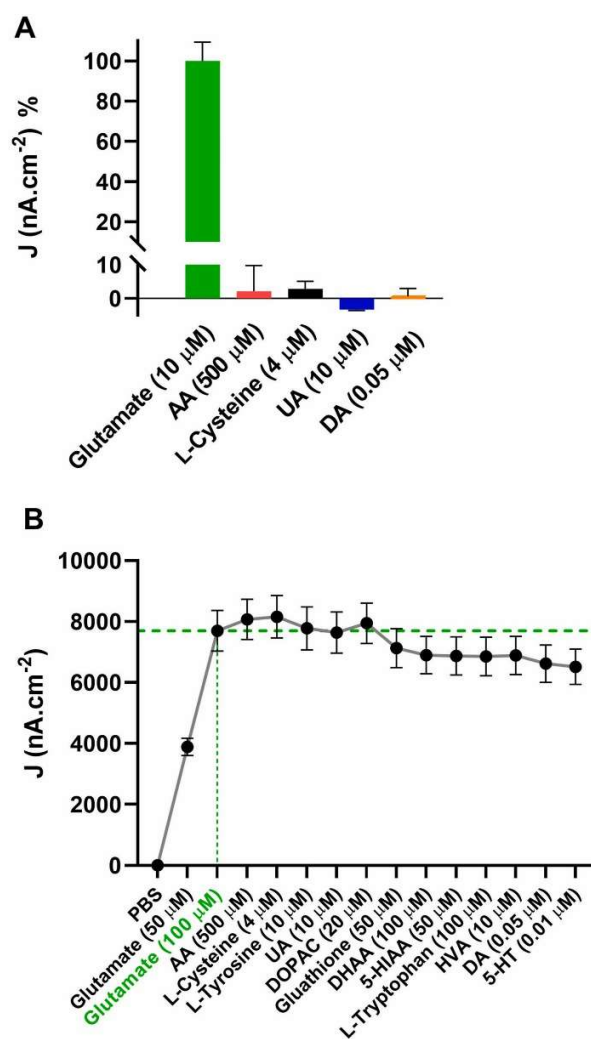 A
J (nA.cm-2) %
100
80
60
40
20
10
0
Glutamate (10 μM)
AA (500 μM)
L-Cysteine (4 μM)
UA (10 μM)
DA (0.05 μM)
B
J (nA.cm-2)
10000
8000
6000
4000
2000
0
PBS
Glutamate (50 μM)
Glutamate (100 μM)
AA (500 μM)
L-Cysteine (4 μM)
L-Tyrosine (10 μM)
UA (10 μM)
DOPAC (20 μM)
Gluathione (50 μM)
DHAA (100 μM)
5-HIAA (50 μM)
L-Tryptophan (100 μM)
HVA (10 μM)
DA (0.05 μM)
5-HT (0.01 μM)